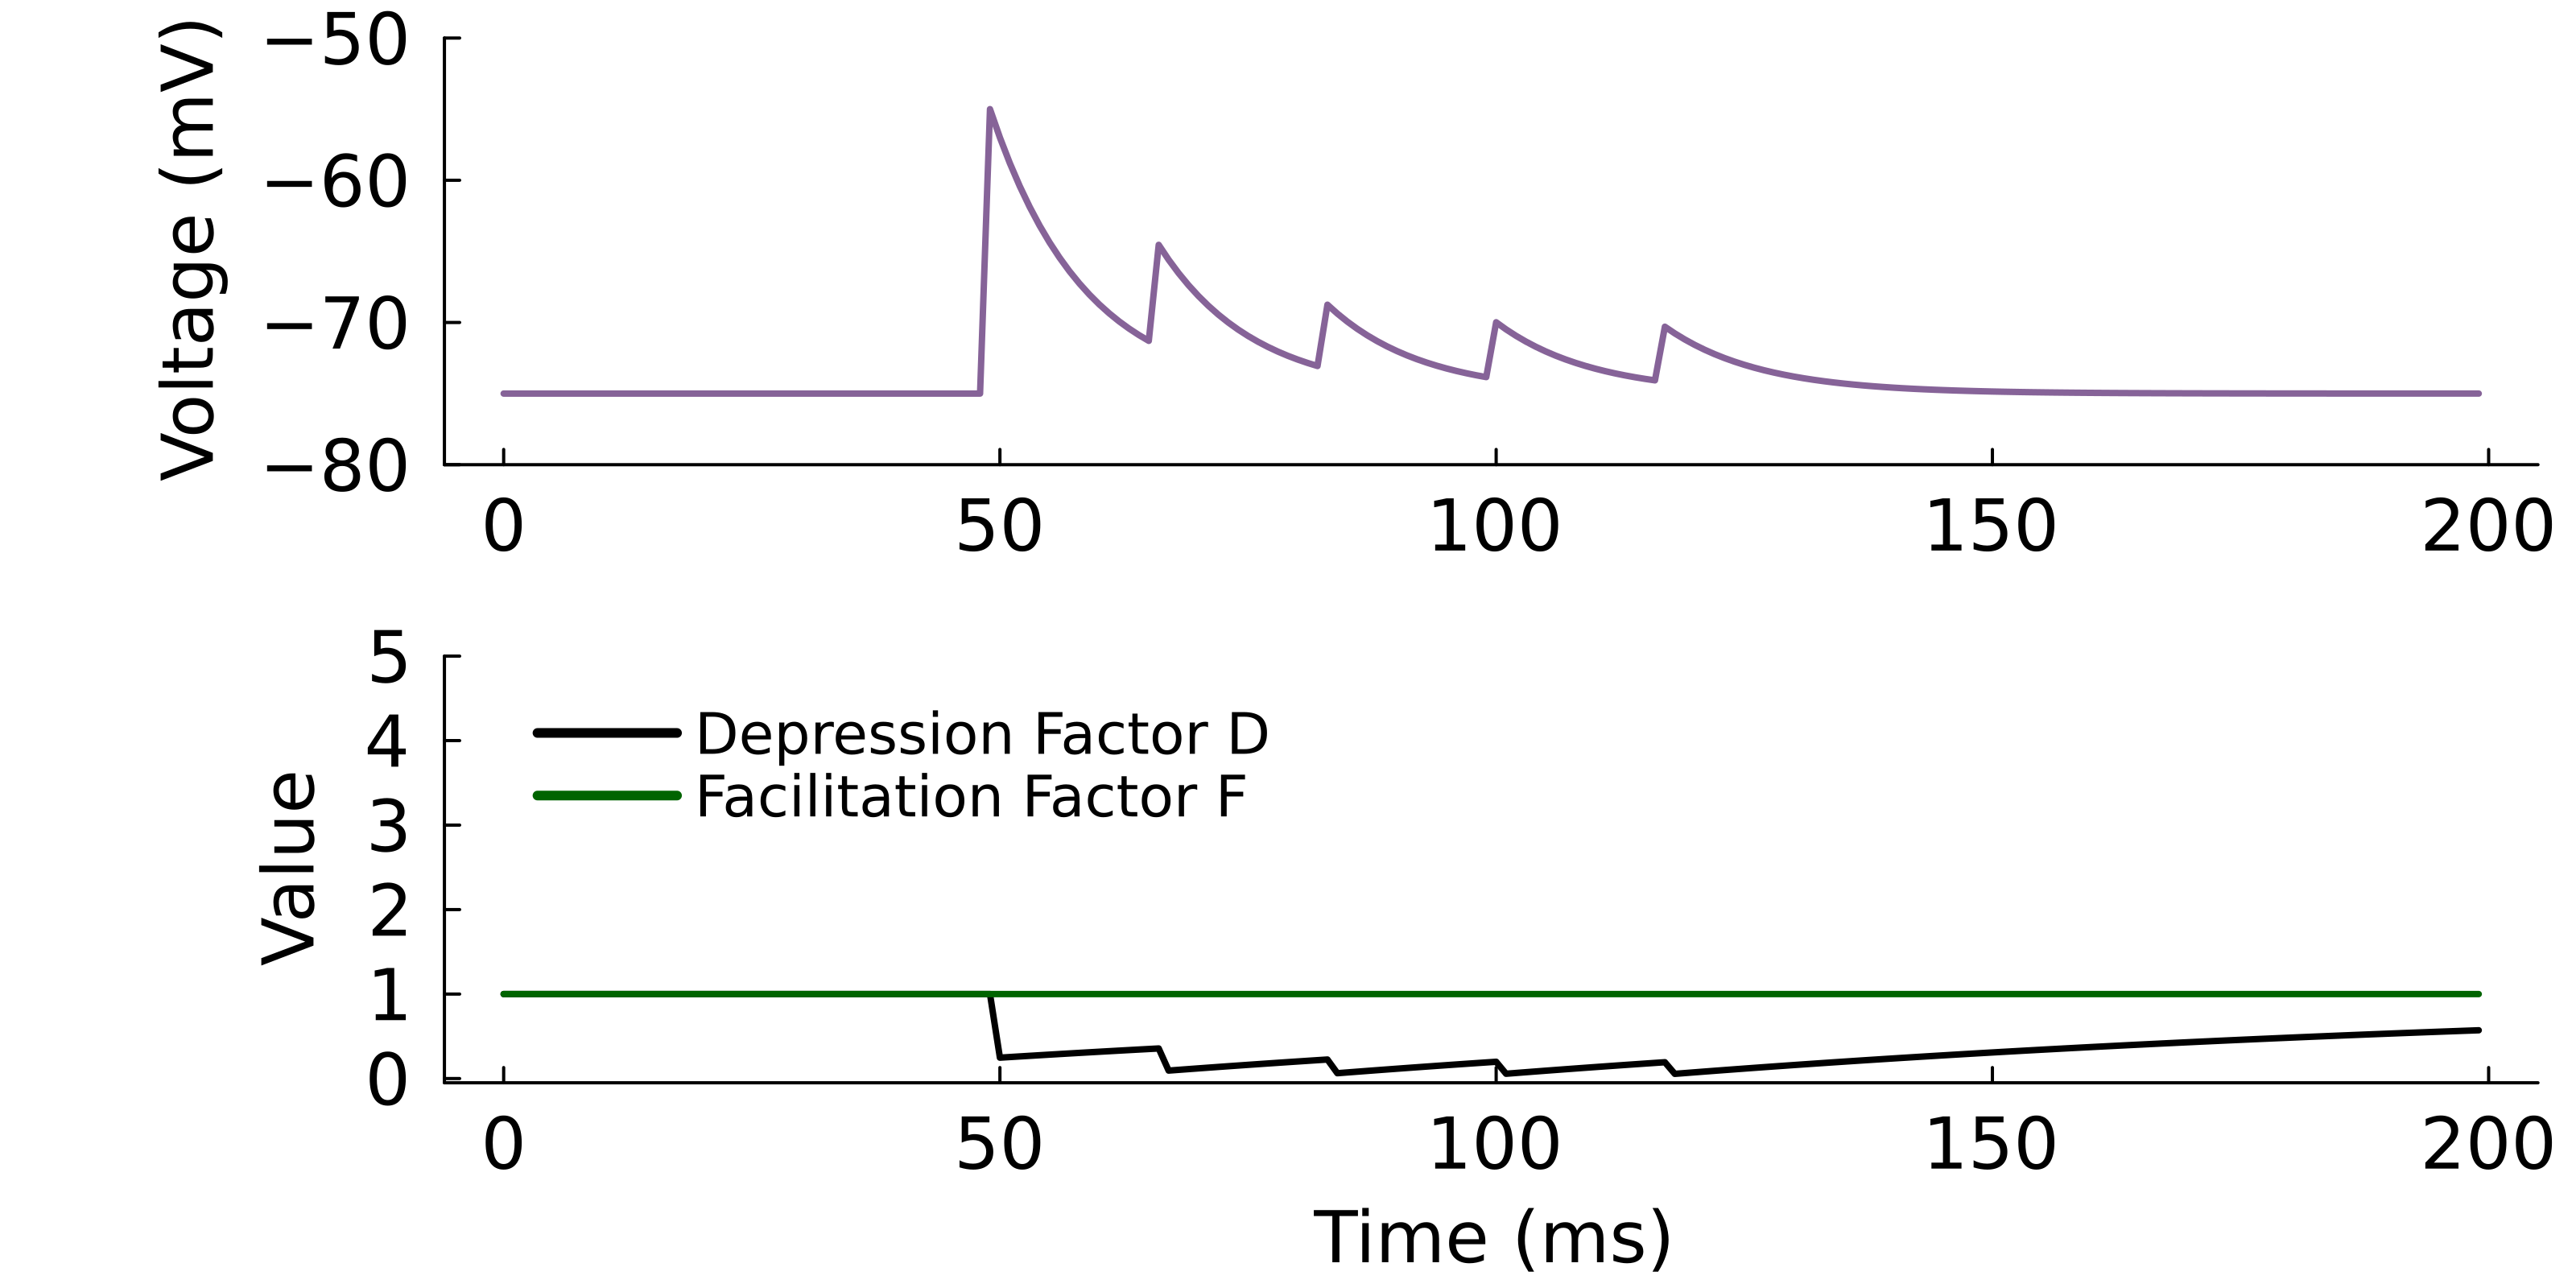 Voltage (mV)
−50
−60
−70
−80
0 50 100 150 200
Value
5
4
3
2
1
0
Depression Factor D
Facilitation Factor F
0 50 100 150 200
Time (ms)